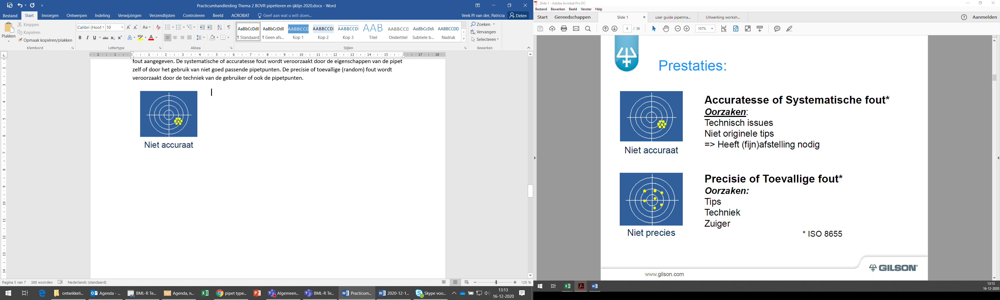 Practicumhandleiding Thema 2 BOVR pipetteren en ijklijn 2020.docx - Word
Bestand Start Invoegen Ontwerpen Indeling Verwijzingen Verzendlijsten Controleren Beeld ACROBAT Geef aan wat u wilt doen... Veek PJ van der, Patricia Delen
Plakken
Knippen
Kopiëren
Opmaak kopiëren/plakken
Klembord
Calibri (Hoof 10
Lettertype
Alinea
AaBbCcDdE AaBbCcDdE AABBCCD AABBCCDI AABBCCDI AAB AABBCCD AaBbCcDdI AABBCCDD
¶ Standaard ¶ Geen afs... Kop 1 Kop 2 Kop 3 Titel Ondertitel Subtiele b... Nadruk
Stijlen
Zoeken
Vervangen
Selecteren
Bewerken
fout aangegeven. De systematische of accuratesse fout wordt veroorzaakt door de eigenschappen van de pipet
zelf of door het gebruik van niet goed passende pipetpunten. De precisie of toevallige (random) fout wordt
veroorzaakt door de techniek van de gebruiker of ook de pipetpunten.
Niet accuraat
Pagina 5 van 7 388 woorden Nederlands (standaard) 129 %
ontwikkeli... Agenda - ... BML-R Te... Agenda, n... pipet type... Algemeen... BML-R Te... Practicum... 2020-12-1... Skype voo...
13:13
16-12-2020
Slide 1 - Adobe Acrobat Pro DC
Bestand Bewerken Beeld Venster Help
Start Gereedschappen Slide 1 × user guide pipetma... Uitwerking worksh... Aanmelden
6 / 36 107%
Prestaties:
Accuratesse of Systematische fout*
Oorzaken:
Technisch issues
Niet originele tips
=> Heeft (fijn)afstelling nodig
Niet accuraat
Precisie of Toevallige fout*
Oorzaken:
Tips
Techniek
Zuiger
Niet precies
* ISO 8655
GILSON®
www.gilson.com
13:13
16-12-2020